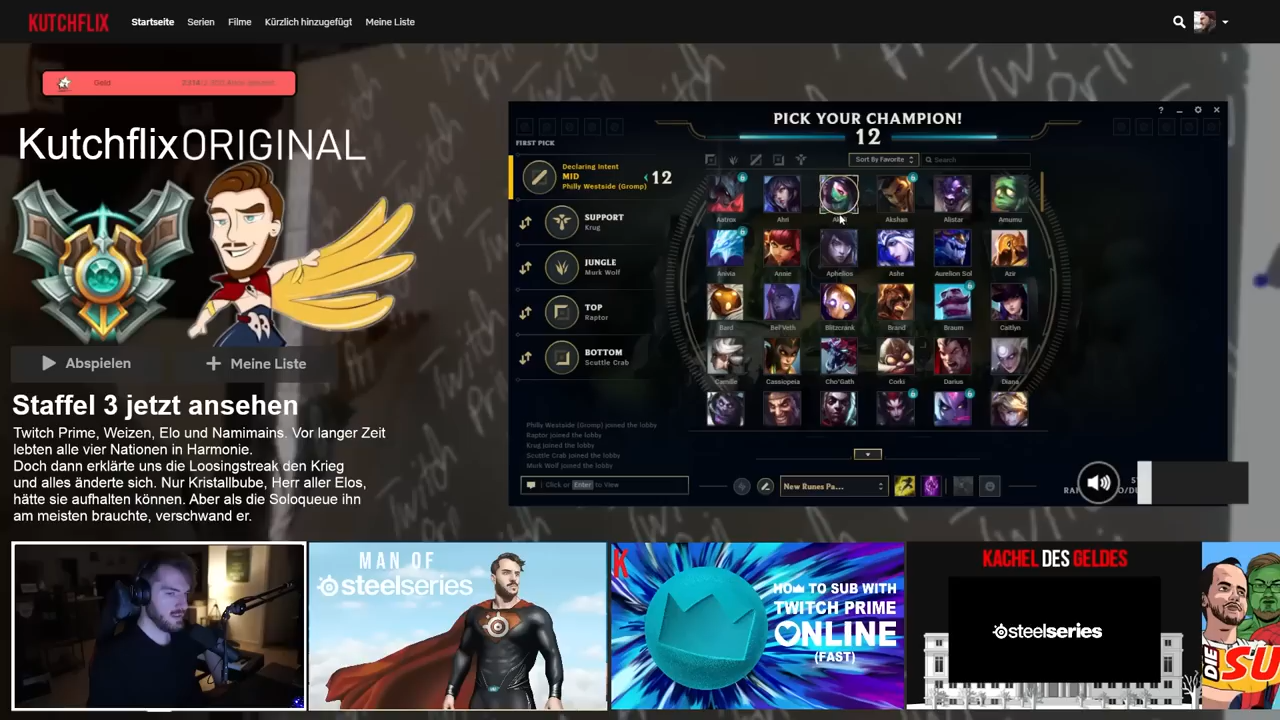 KUTCHFLIX
Startseite
Serien
Filme
Kürzlich hinzugefügt
Meine Liste
Geld
KutchflixORIGINAL
Abspielen
Meine Liste
Staffel 3 jetzt ansehen
Twitch Prime, Weizen, Elo und Namimains. Vor langer Zeit
lebten alle vier Nationen in Harmonie.
Doch dann erklärte uns die Loosingstreak den Krieg
und alles änderte sich. Nur Kristallbube, Herr aller Elos,
hätte sie aufhalten können. Aber als die Soloqueue ihn
am meisten brauchte, verschwand er.
PICK YOUR CHAMPION!
12
FIRST PICK
Declaring Intent
MID
Philly Westside (Gromp)
12
SUPPORT
Krug
JUNGLE
Murk Wolf
TOP
Raptor
BOTTOM
Scuttle Crab
Sort By Favorite
Search
Aatrox
Ahri
Akshan
Alistar
Amumu
Anivia
Annie
Aphelios
Ashe
Aurelion Sol
Azir
Bard
Bel'Veth
Blitzcrank
Brand
Braum
Caitlyn
Camille
Cassiopeia
Cho'Gath
Corki
Darius
Diana
Philly Westside (Gromp) joined the lobby
Raptor joined the lobby
Krug joined the lobby
Scuttle Crab joined the lobby
Murk Wolf joined the lobby
Click or Enter to View
New Runes Pa...
MAN OF
steelseries
K
HOW TO SUB WITH
TWITCH PRIME
ONLINE
(FAST)
KACHEL DES GELDES
steelseries
DIE
SU